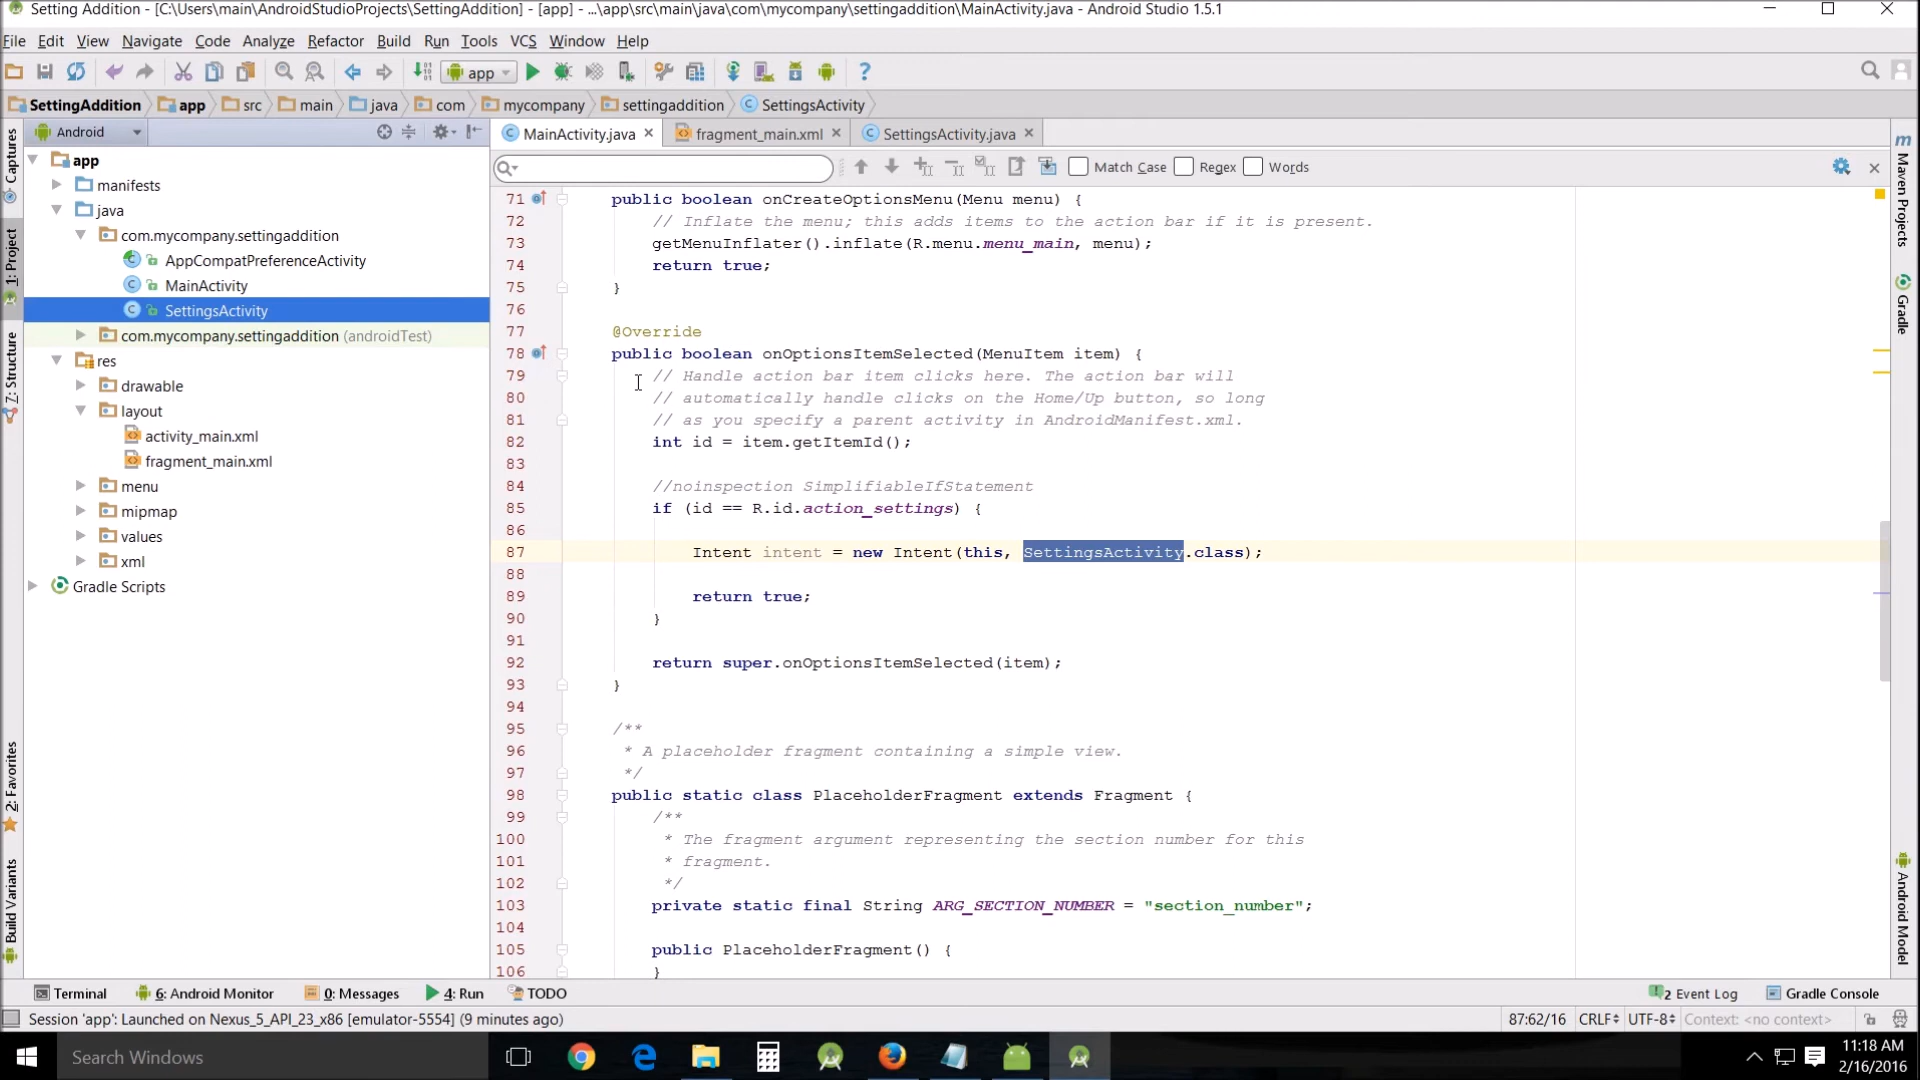 Setting Addition - [C:\Users\main\AndroidStudioProjects\SettingAddition] - [app] - ...\app\src\main\java\com\mycompany\settingaddition\MainActivity.java - Android Studio 1.5.1
File Edit View Navigate Code Analyze Refactor Build Run Tools VCS Window Help
app
SettingAddition app src main java com mycompany settingaddition SettingsActivity
Android
MainActivity.java fragment_main.xml SettingsActivity.java
Match Case Regex Words
Captures
1: Project
Z: Structure
2: Favorites
Build Variants
app
manifests
java
com.mycompany.settingaddition
AppCompatPreferenceActivity
MainActivity
SettingsActivity
com.mycompany.settingaddition (androidTest)
res
drawable
layout
activity_main.xml
fragment_main.xml
menu
mipmap
values
xml
Gradle Scripts
71 public boolean onCreateOptionsMenu(Menu menu) {
72 // Inflate the menu; this adds items to the action bar if it is present.
73 getMenuInflater().inflate(R.menu.menu_main, menu);
74 return true;
75 }
76
77 @Override
78 public boolean onOptionsItemSelected(MenuItem item) {
79 // Handle action bar item clicks here. The action bar will
80 // automatically handle clicks on the Home/Up button, so long
81 // as you specify a parent activity in AndroidManifest.xml.
82 int id = item.getItemId();
83
84 //noinspection SimplifiableIfStatement
85 if (id == R.id.action_settings) {
86
87 Intent intent = new Intent(this, SettingsActivity.class);
88
89 return true;
90 }
91
92 return super.onOptionsItemSelected(item);
93 }
94
95 /**
96 * A placeholder fragment containing a simple view.
97 */
98 public static class PlaceholderFragment extends Fragment {
99 /**
100 * The fragment argument representing the section number for this
101 * fragment.
102 */
103 private static final String ARG_SECTION_NUMBER = "section_number";
104
105 public PlaceholderFragment() {
106 }
m
Maven Projects
Gradle
Android Model
Terminal 6: Android Monitor 0: Messages 4: Run TODO 2 Event Log Gradle Console
Session 'app': Launched on Nexus_5_API_23_x86 [emulator-5554] (9 minutes ago) 87:62/16 CRLF UTF-8 Context: <no context>
Search Windows
11:18 AM
2/16/2016